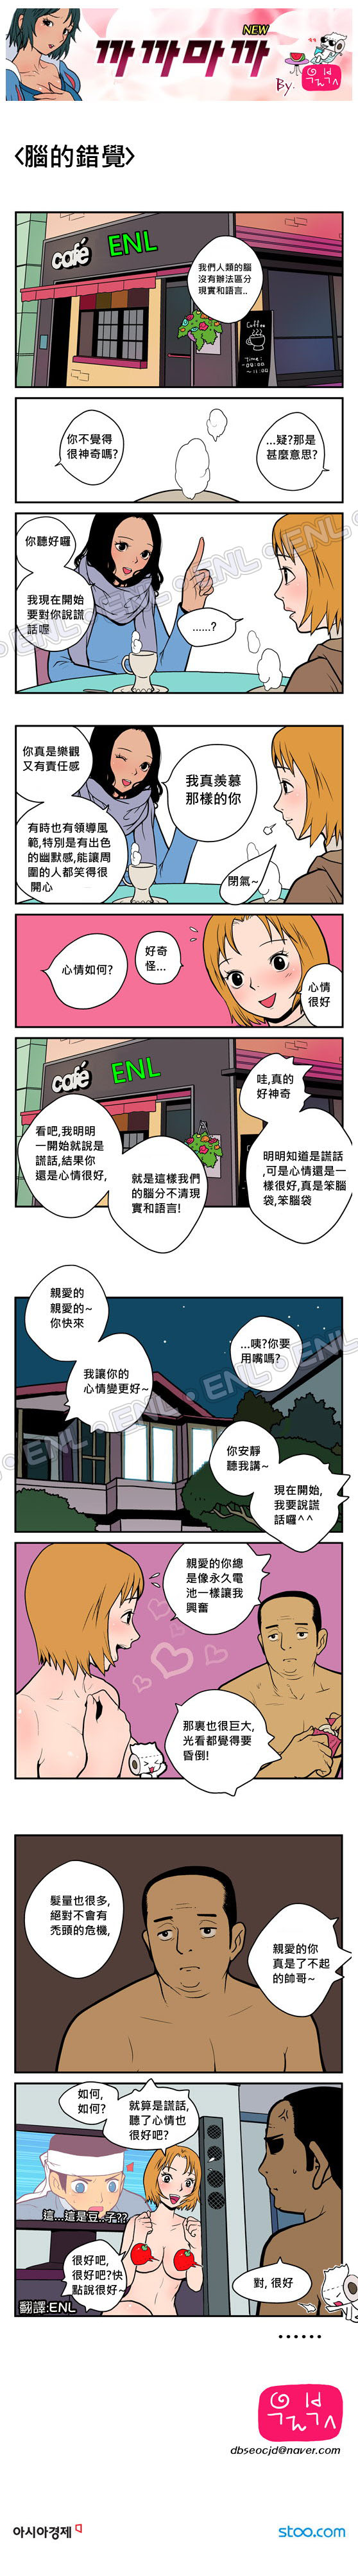 NEW
까까마까
By. 윤서
<腦的錯覺>
café ENL
我們人類的腦
沒有辦法區分
現實和語言..
Coffee
Time:
~08:00
~11:00
你不覺得
很神奇嗎?
...疑?那是
甚麼意思?
你聽好囉
我現在開始
要對你說謊
話喔
......?
ENL
你真是樂觀
又有責任感
我真羨慕
那樣的你
有時也有領導風
範,特別是有出色
的幽默感,能讓周
圍的人都笑得很
開心
閉氣~
心情如何?
好奇
怪...
心情
很好
café ENL
哇,真的
好神奇
看吧,我明明
一開始就說是
謊話,結果你
還是心情很好,
就是這樣我們
的腦分不清現
實和語言!
明明知道是謊話
,可是心情還是一
樣很好,真是笨腦
袋,笨腦袋
親愛的
親愛的~
你快來
我讓你的
心情變更好~
...咦?你要
用嘴嗎?
你安靜
聽我講~
現在開始,
我要說謊
話囉^^
ENL
親愛的你總
是像永久電
池一樣讓我
興奮
那裏也很巨大,
光看都覺得要
昏倒!
髮量也很多,
絕對不會有
禿頭的危機,
親愛的你
真是了不起
的帥哥~
如何,
如何?
就算是謊話,
聽了心情也
很好吧?
這...這是豆..子??
很好吧,
很好吧?快
點說很好~
對, 很好
翻譯:ENL
......
dbseocjd@naver.com
아시아경제
stoo.com